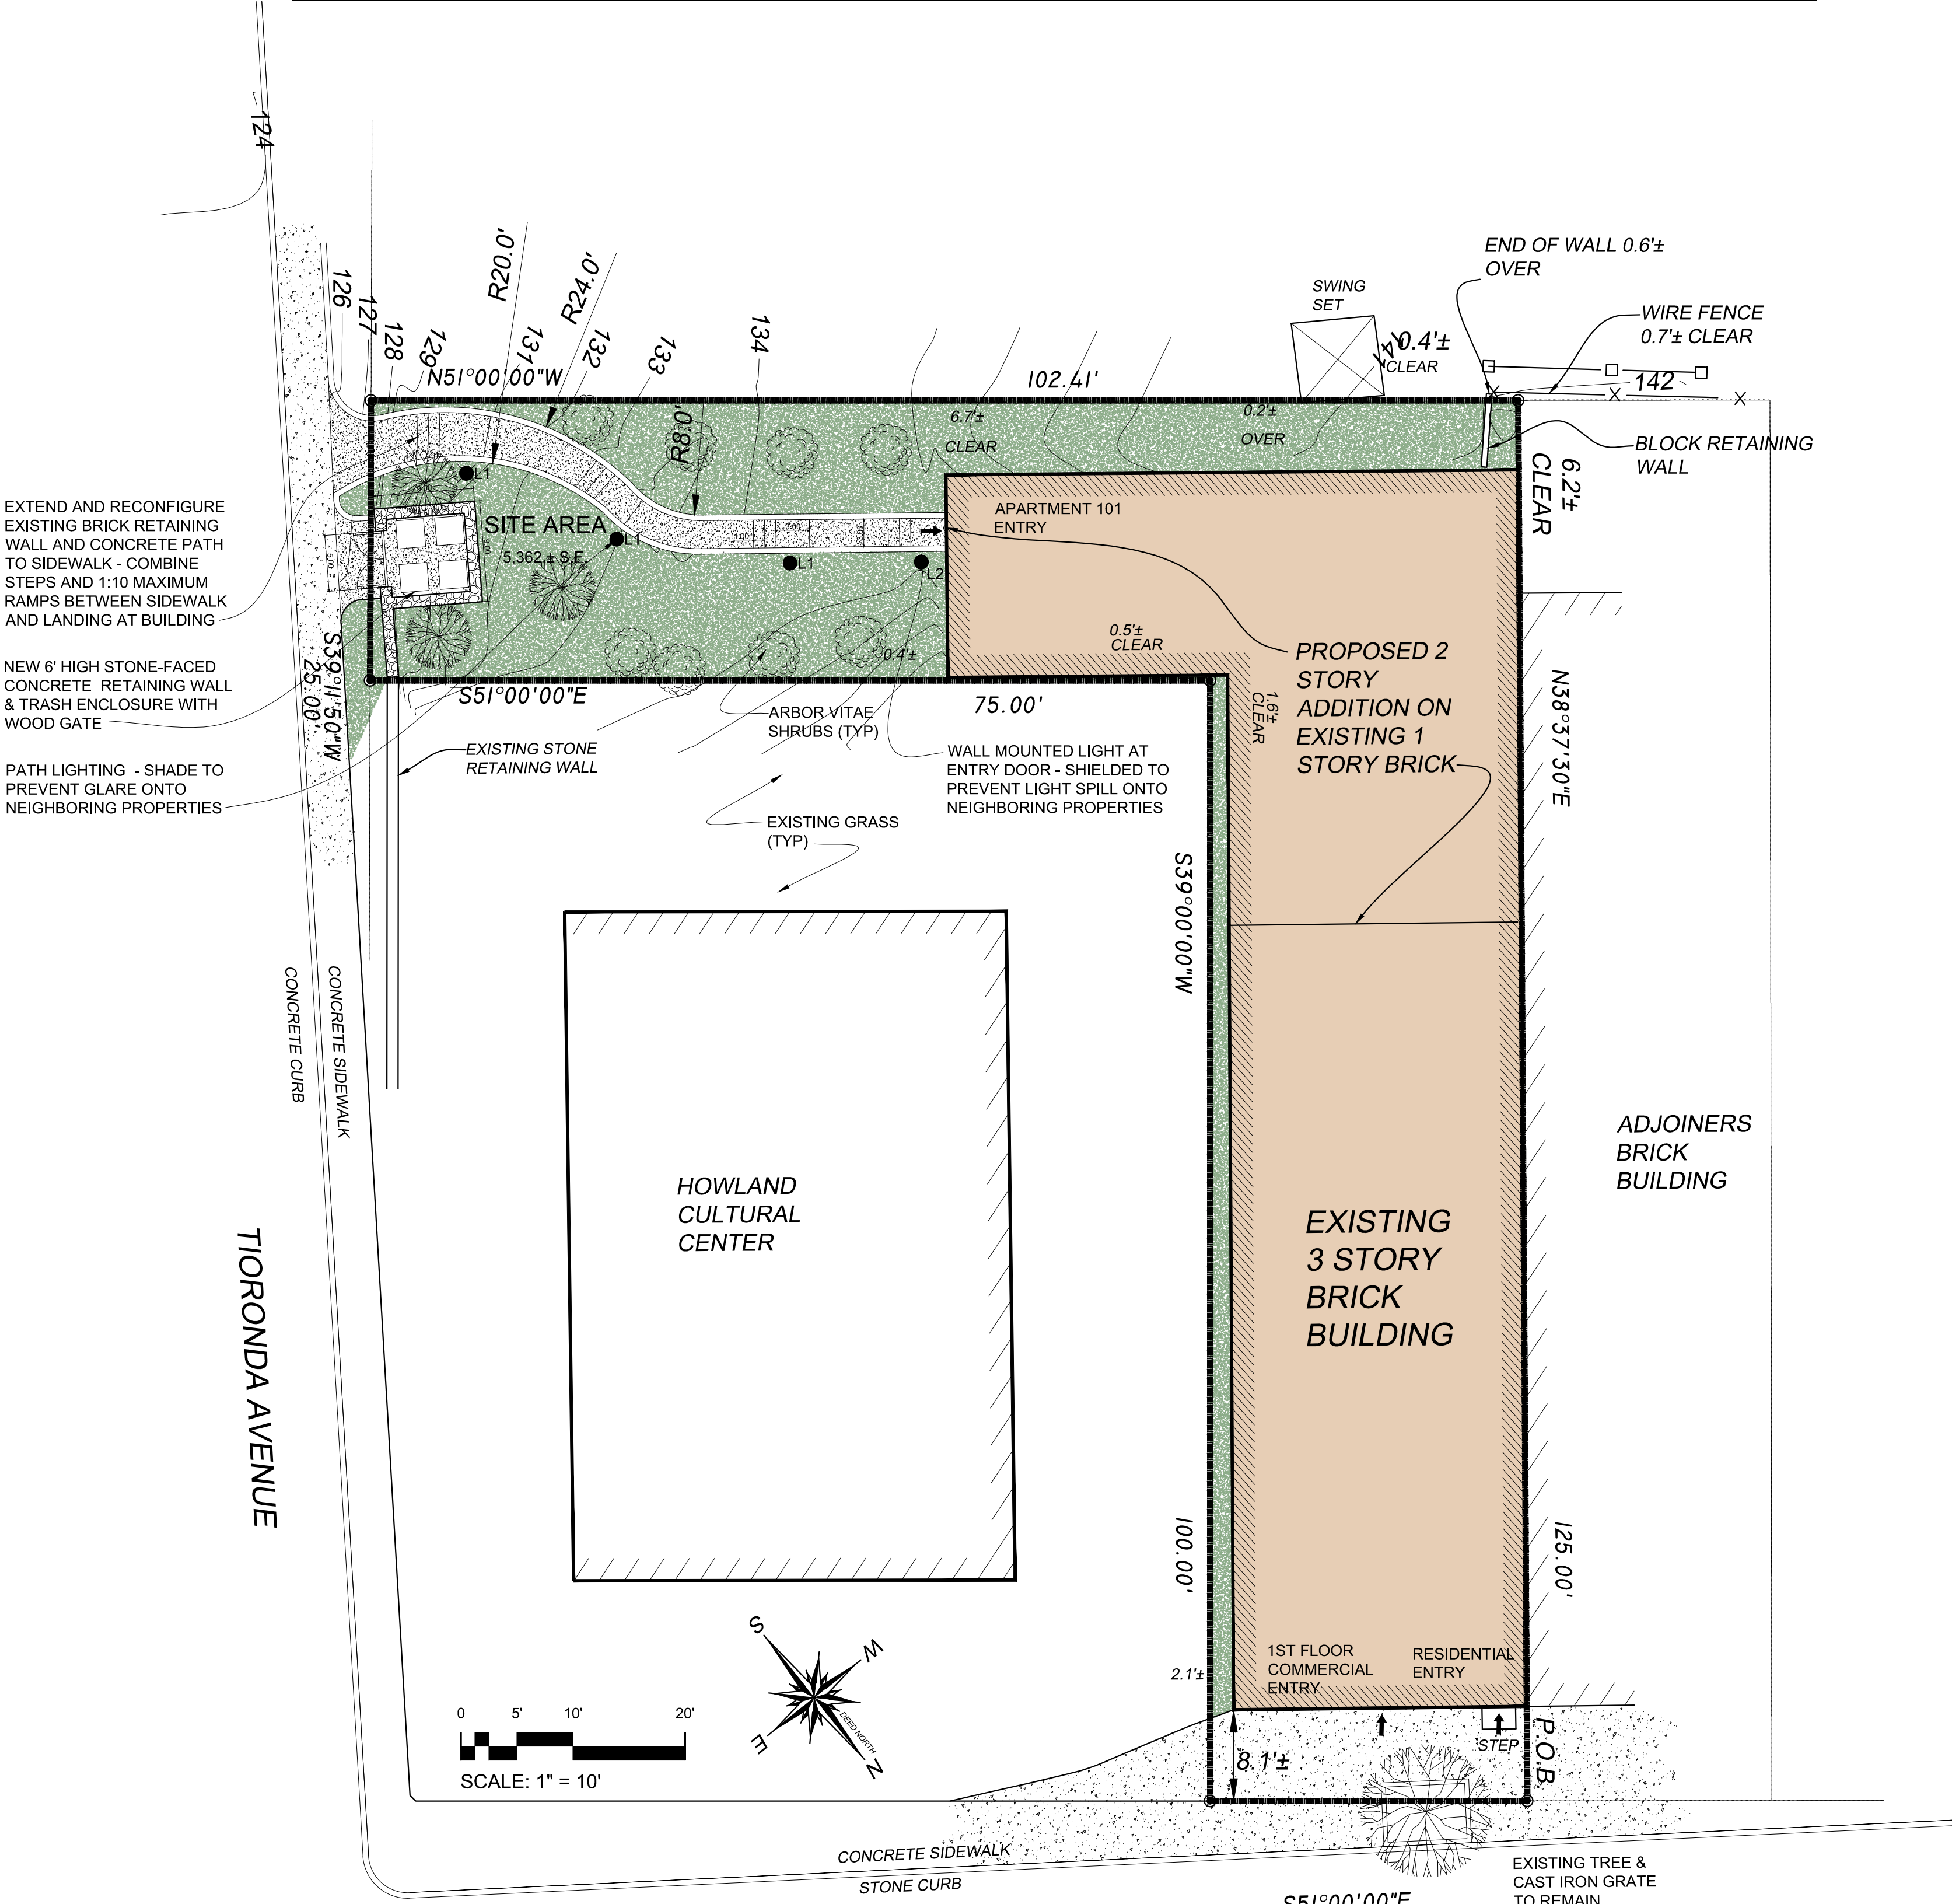 124
126
127
128
129
131
132
133
134
R20.0'
R24.0'
R8.0'
N51°00'00"W
102.41'
SWING
SET
0.4'±
CLEAR
END OF WALL 0.6'±
OVER
WIRE FENCE
0.7'± CLEAR
142
BLOCK RETAINING
WALL
6.2'±
CLEAR
6.7'±
CLEAR
0.2'±
OVER
EXTEND AND RECONFIGURE
EXISTING BRICK RETAINING
WALL AND CONCRETE PATH
TO SIDEWALK - COMBINE
STEPS AND 1:10 MAXIMUM
RAMPS BETWEEN SIDEWALK
AND LANDING AT BUILDING
NEW 6' HIGH STONE-FACED
CONCRETE RETAINING WALL
& TRASH ENCLOSURE WITH
WOOD GATE
PATH LIGHTING - SHADE TO
PREVENT GLARE ONTO
NEIGHBORING PROPERTIES
L1
SITE AREA
5,362 ± S.F.
L1
L1
L2
5.00
APARTMENT 101
ENTRY
0.5'±
CLEAR
0.4'±
1.6'±
CLEAR
S39°11'50"W
25.00'
S51°00'00"E
75.00'
EXISTING STONE
RETAINING WALL
ARBOR VITAE
SHRUBS (TYP)
WALL MOUNTED LIGHT AT
ENTRY DOOR - SHIELDED TO
PREVENT LIGHT SPILL ONTO
NEIGHBORING PROPERTIES
EXISTING GRASS
(TYP)
PROPOSED 2
STORY
ADDITION ON
EXISTING 1
STORY BRICK
N38°37'30"E
S39°00'00"W
CONCRETE CURB
CONCRETE SIDEWALK
TIORONDA AVENUE
HOWLAND
CULTURAL
CENTER
EXISTING
3 STORY
BRICK
BUILDING
ADJOINERS
BRICK
BUILDING
100.00'
125.00'
1ST FLOOR
COMMERCIAL
ENTRY
RESIDENTIAL
ENTRY
2.1'±
8.1'±
STEP
P.O.B
S
W
E
N
DEED NORTH
0 5' 10' 20'
SCALE: 1" = 10'
CONCRETE SIDEWALK
STONE CURB
S51°00'00"E
EXISTING TREE &
CAST IRON GRATE
TO REMAIN